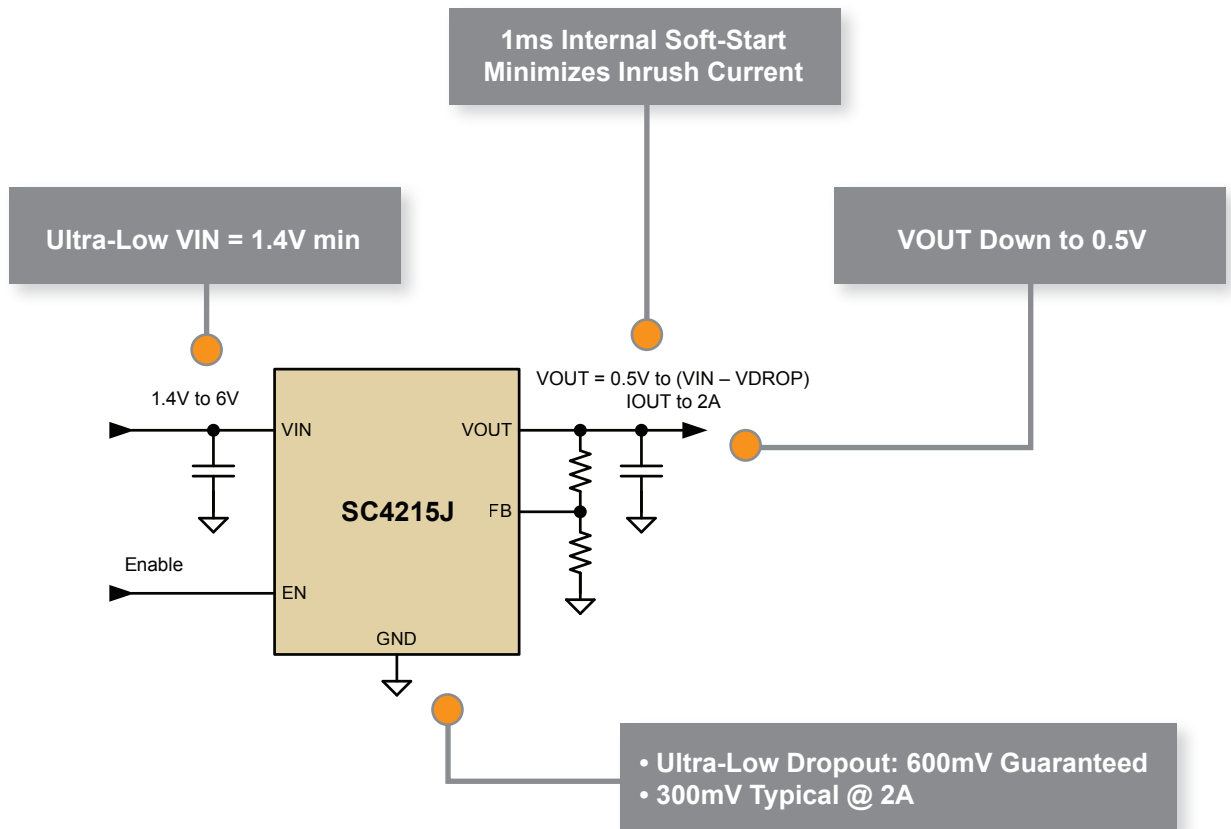 1ms Internal Soft-Start
Minimizes Inrush Current
Ultra-Low VIN = 1.4V min
VOUT Down to 0.5V
VOUT = 0.5V to (VIN – VDROP)
IOUT to 2A
1.4V to 6V
VIN
VOUT
SC4215J
FB
Enable
EN
GND
• Ultra-Low Dropout: 600mV Guaranteed
• 300mV Typical @ 2A